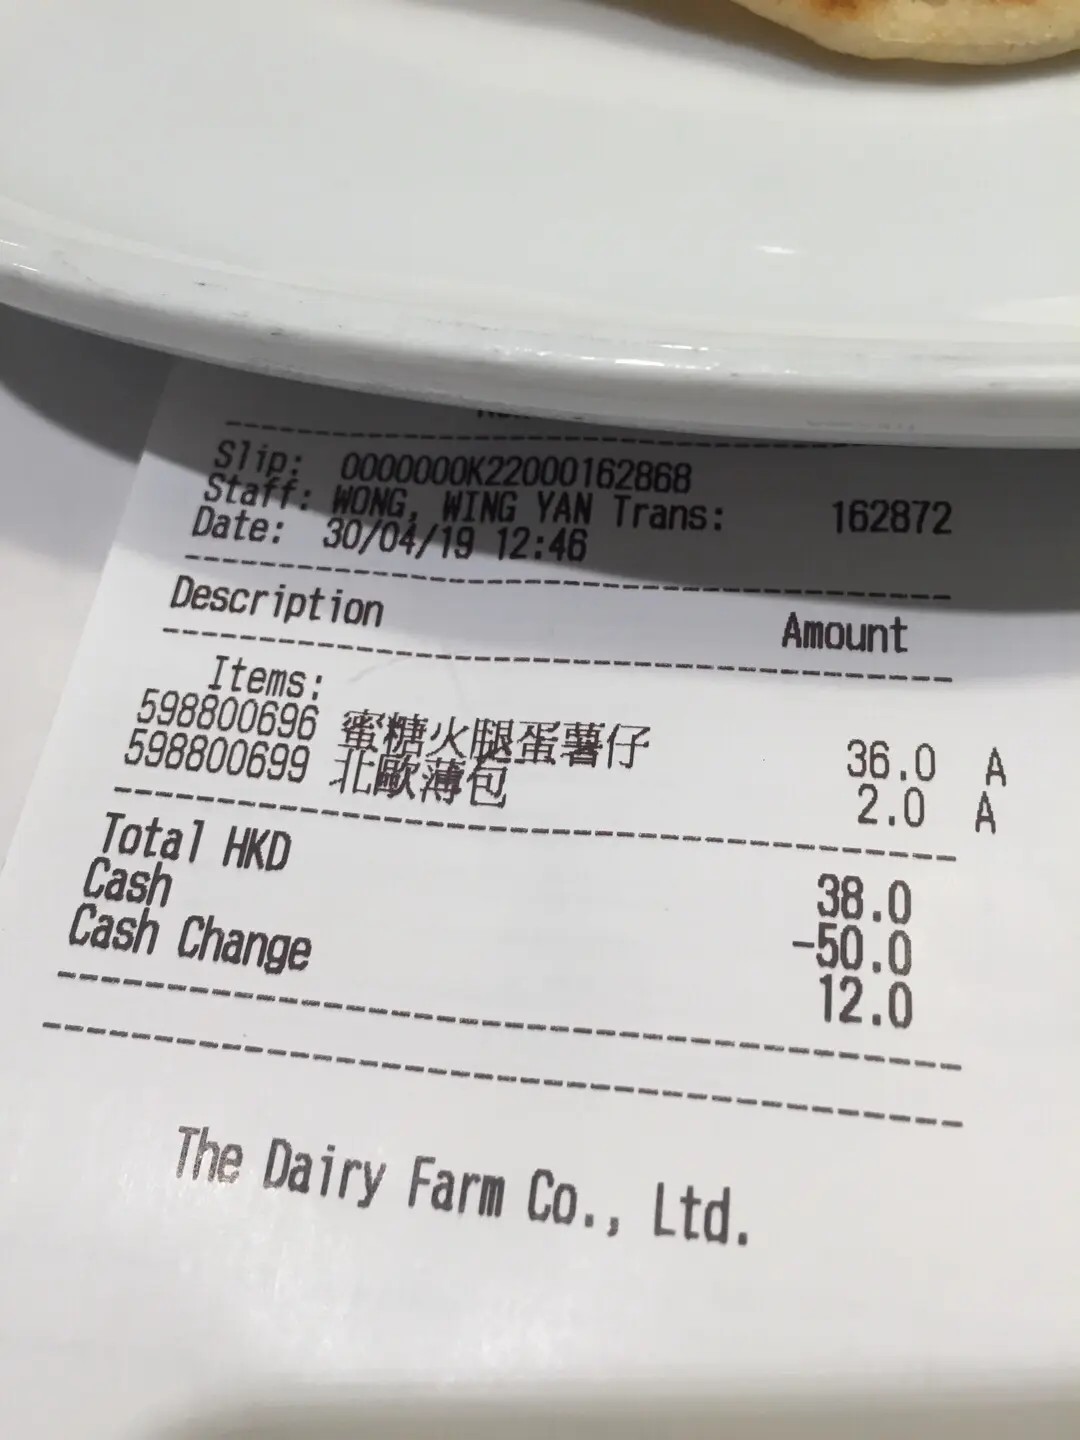 Slip: 0000000K22000162868
Staff: WONG, WING YAN Trans: 162872
Date: 30/04/19 12:46
Description Amount
Items:
598800696 蜜糖火腿蛋薯仔 36.0 A
598800699 北歐薄包 2.0 A
Total HKD 38.0
Cash -50.0
Cash Change 12.0
The Dairy Farm Co., Ltd.